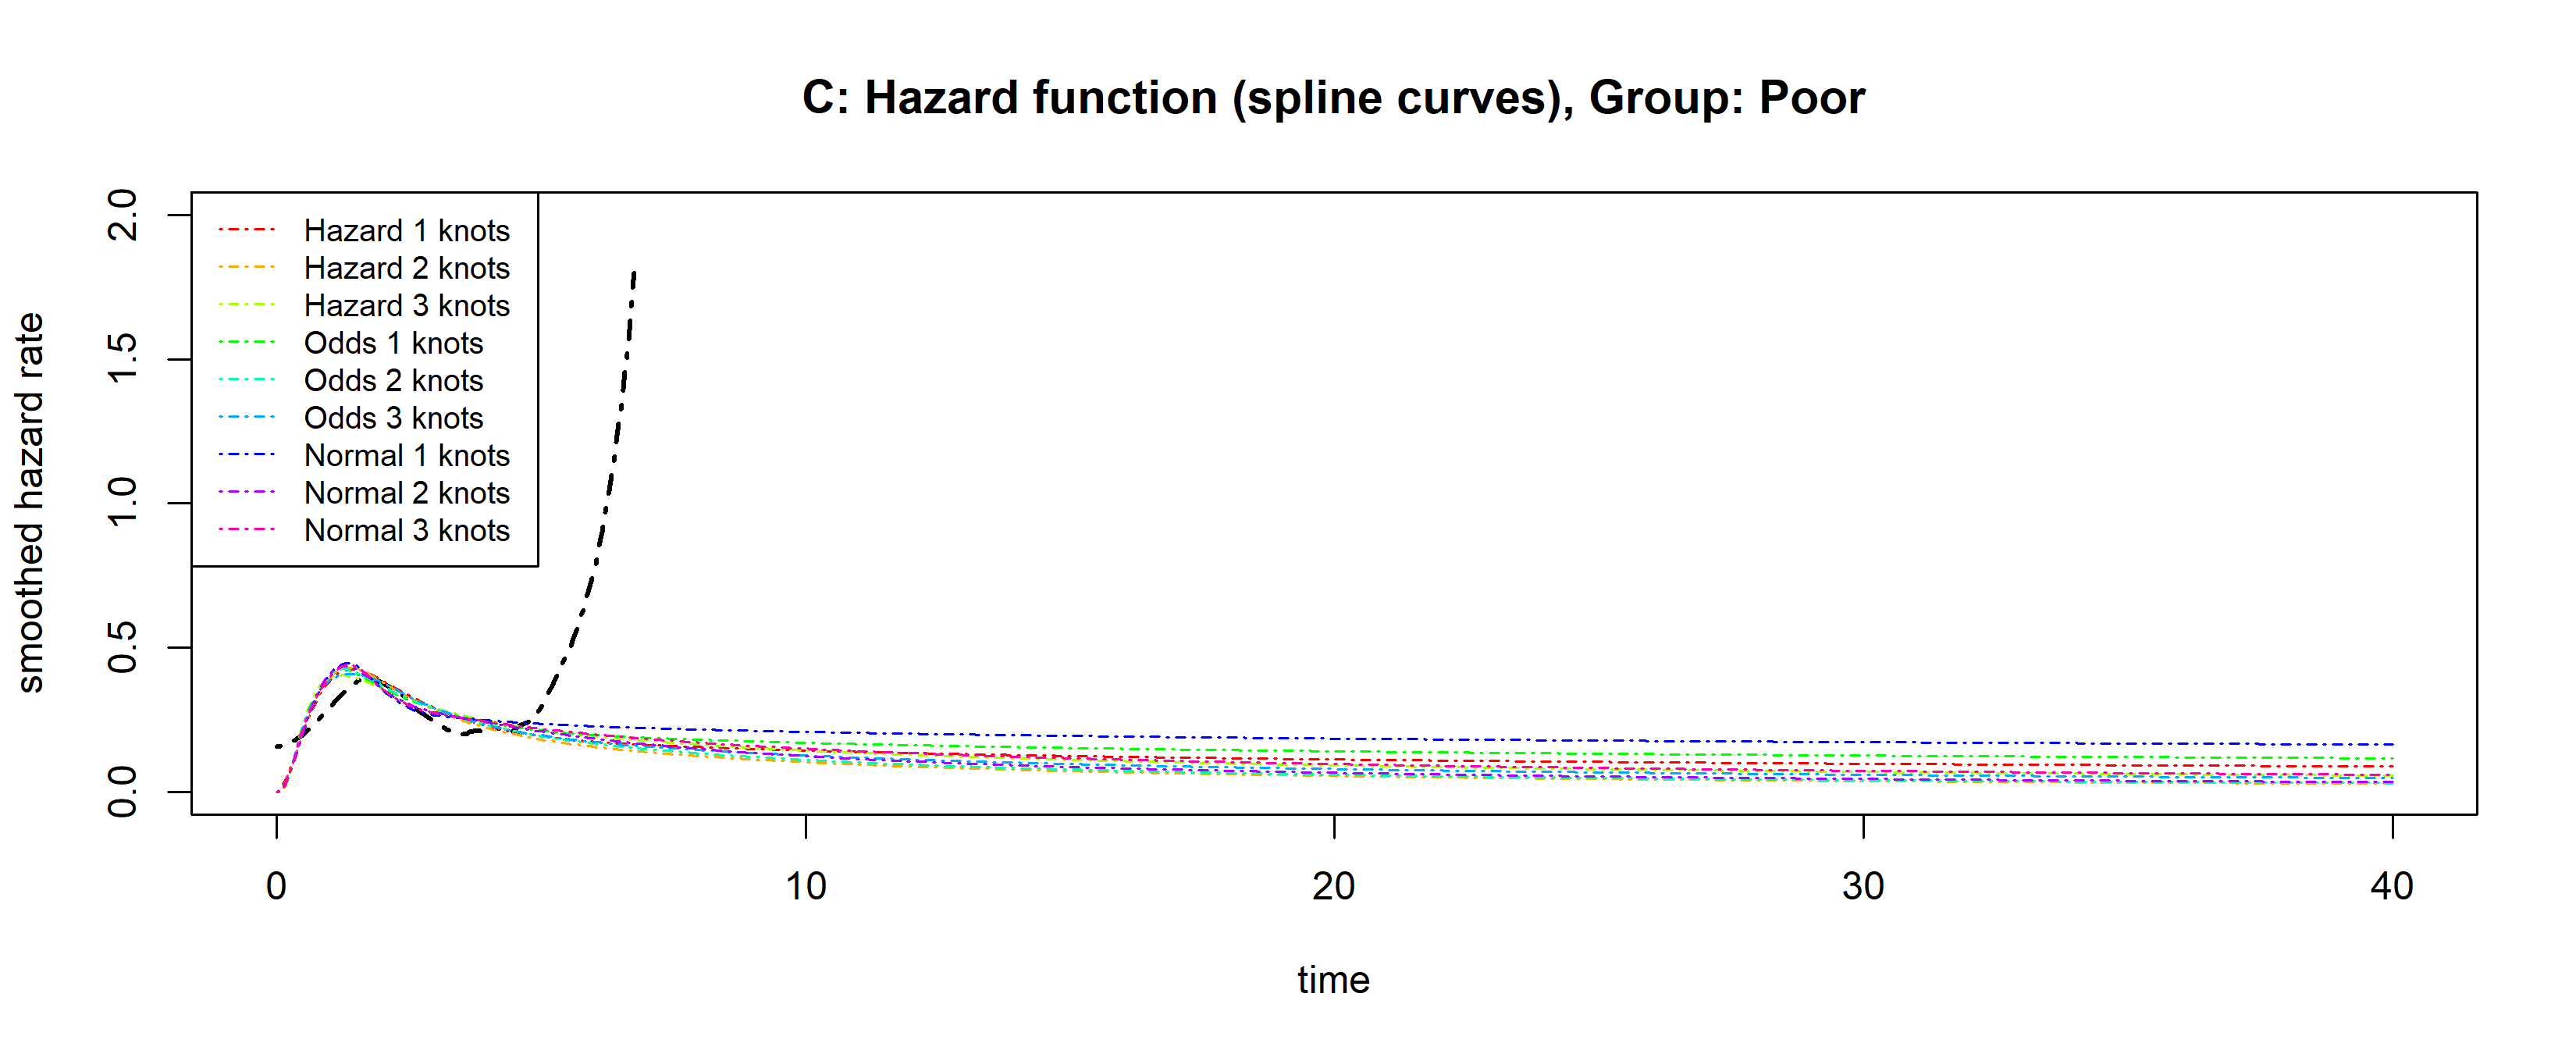 C: Hazard function (spline curves), Group: Poor
smoothed hazard rate
2.0
1.5
1.0
0.5
0.0
Hazard 1 knots
Hazard 2 knots
Hazard 3 knots
Odds 1 knots
Odds 2 knots
Odds 3 knots
Normal 1 knots
Normal 2 knots
Normal 3 knots
0 10 20 30 40
time